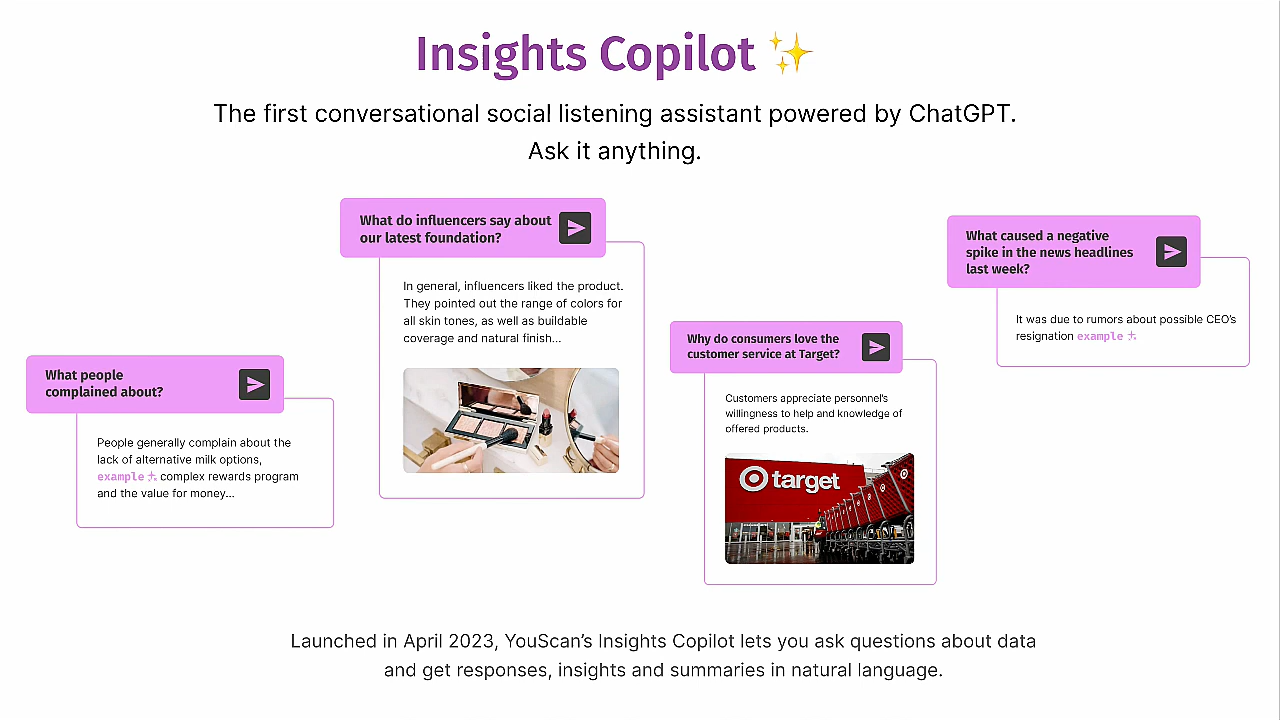 Insights Copilot ✨
The first conversational social listening assistant powered by ChatGPT.
Ask it anything.
What people
complained about?
People generally complain about the
lack of alternative milk options,
example complex rewards program
and the value for money...
What do influencers say about
our latest foundation?
In general, influencers liked the product.
They pointed out the range of colors for
all skin tones, as well as buildable
coverage and natural finish...
Why do consumers love the
customer service at Target?
Customers appreciate personnel's
willingness to help and knowledge of
offered products.
target
What caused a negative
spike in the news headlines
last week?
It was due to rumors about possible CEO's
resignation example
Launched in April 2023, YouScan's Insights Copilot lets you ask questions about data
and get responses, insights and summaries in natural language.